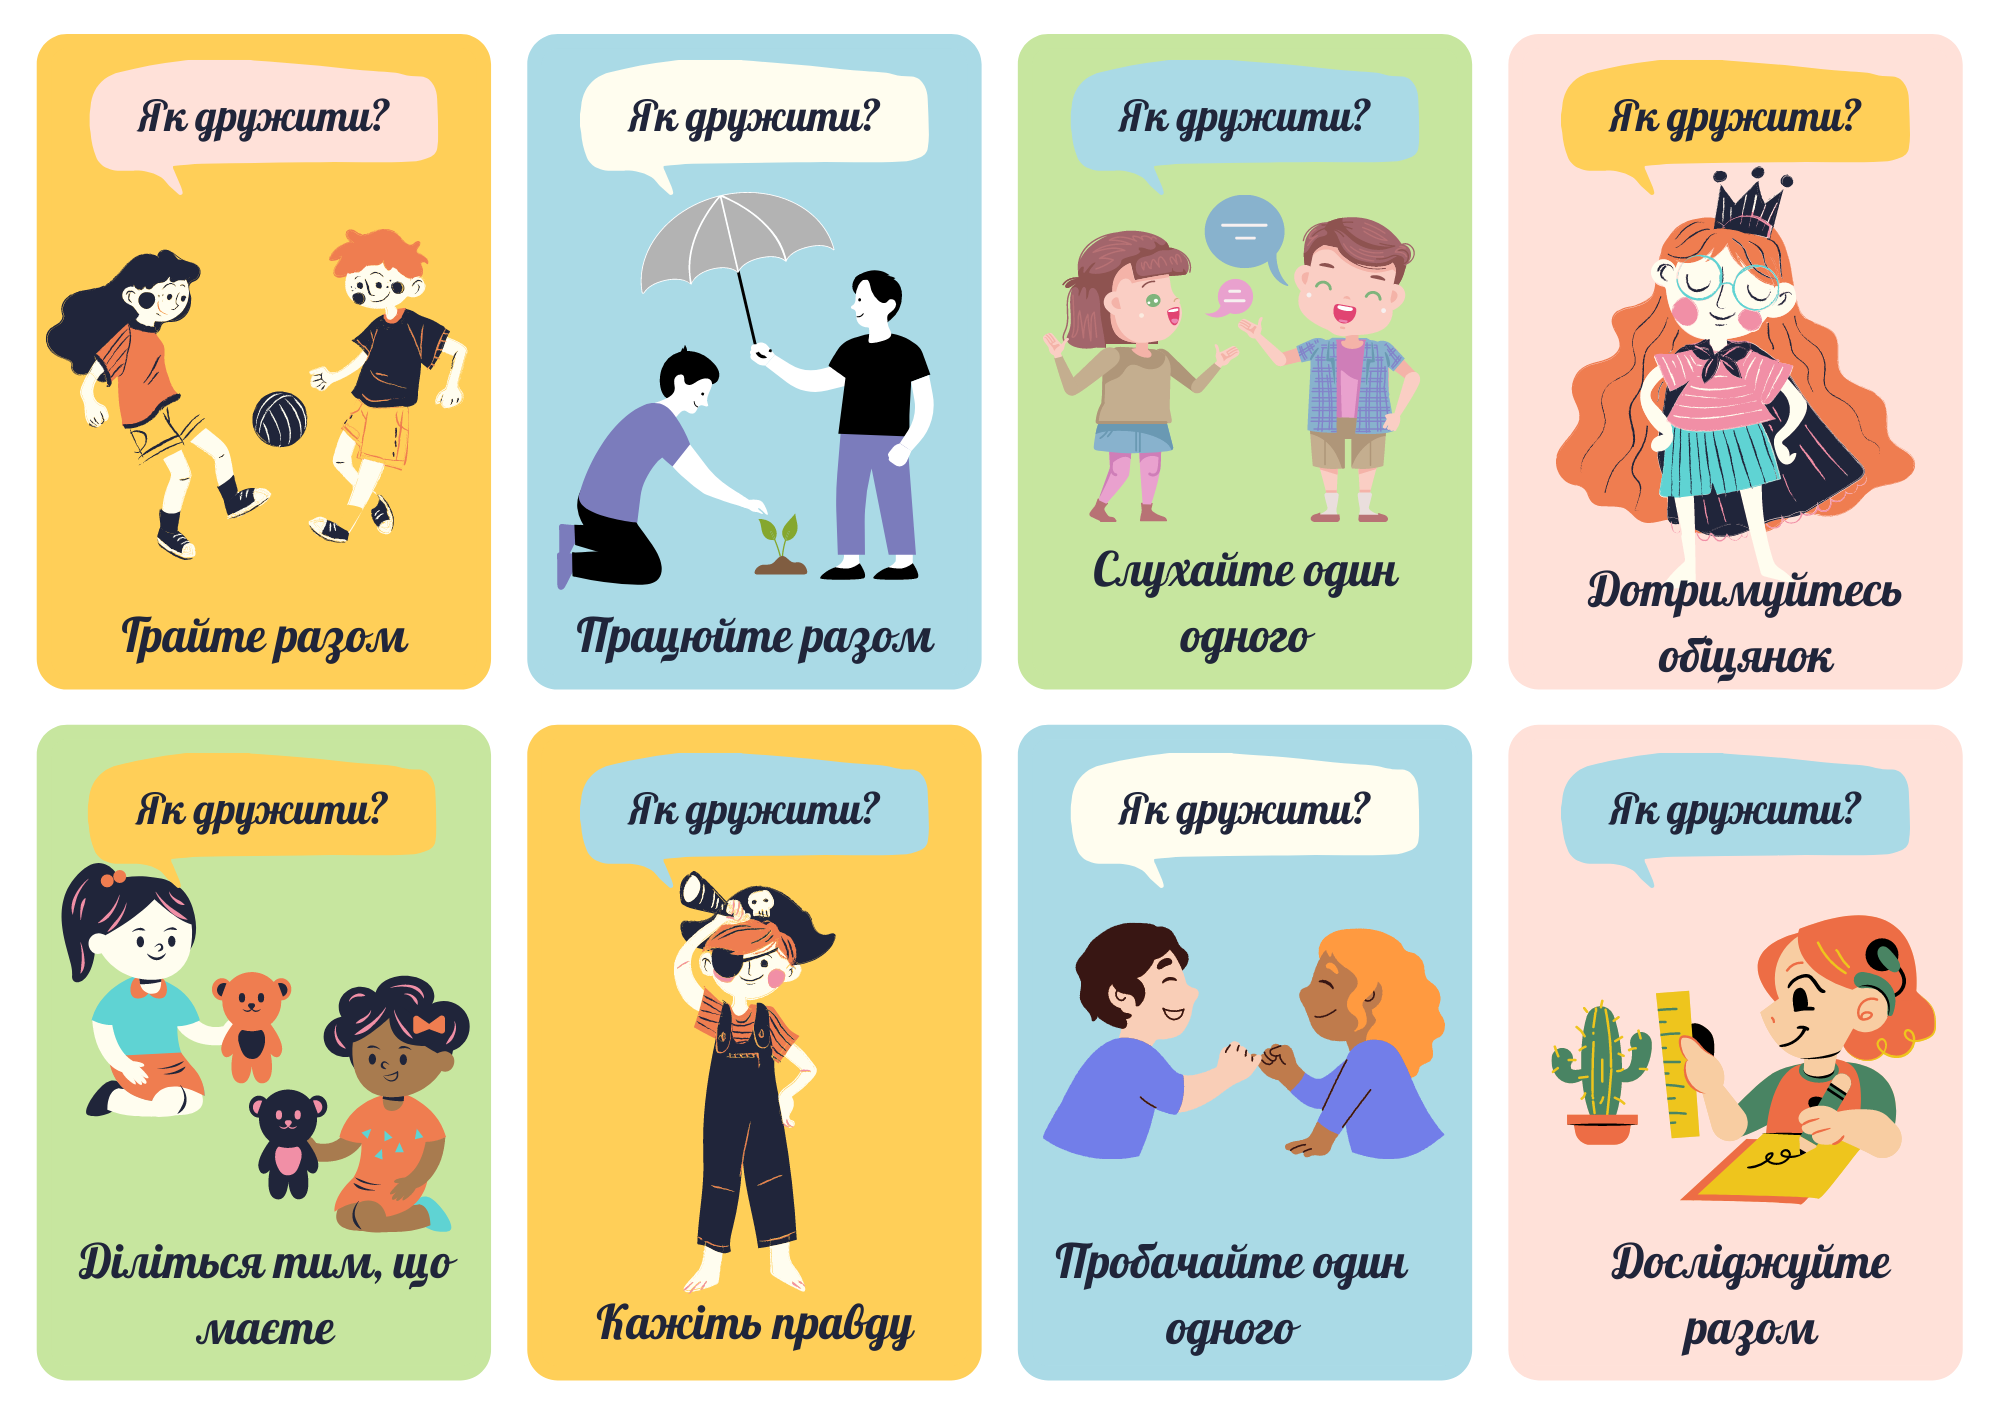 Як дружити?
Грайте разом
Як дружити?
Працюйте разом
Як дружити?
Слухайте один
одного
Як дружити?
Дотримуйтесь
обіцянок
Як дружити?
Діліться тим, що
маєте
Як дружити?
Кажіть правду
Як дружити?
Пробачайте один
одного
Як дружити?
Досліджуйте
разом